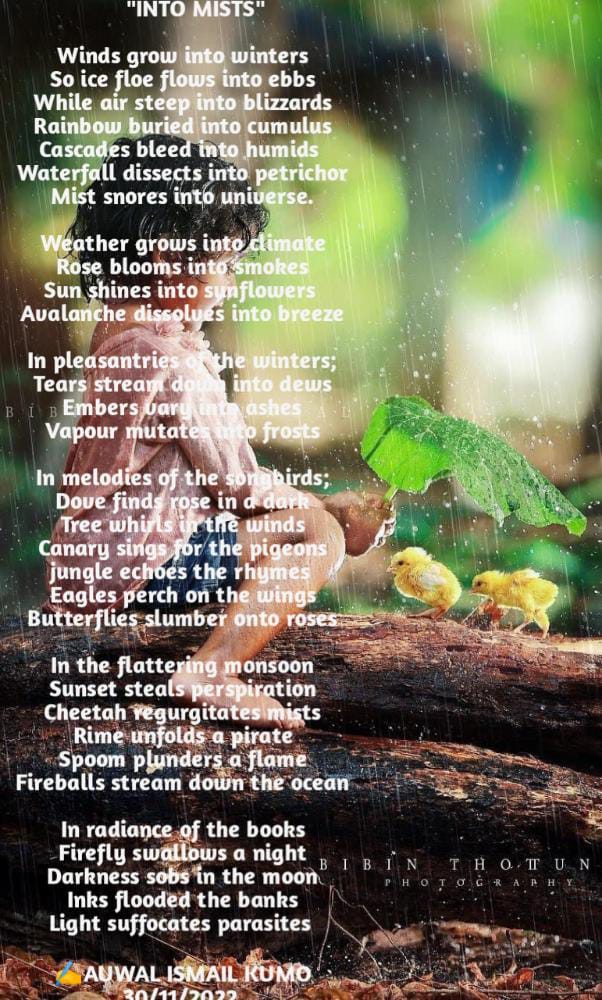 "INTO MISTS"
Winds grow into winters
So ice floe flows into ebbs
While air steep into blizzards
Rainbow buried into cumulus
Cascades bleed into humids
Waterfall dissects into petrichor
Mist snores into universe.
Weather grows into climate
Rose blooms into smokes
Sun shines into sunflowers
Avalanche dissolves into breeze
In pleasantries of the winters;
Tears stream down into dews
Embers vary into ashes
Vapour mutates into frosts
In melodies of the songbirds;
Dove finds rose in a dark
Tree whirls in the winds
Canary sings for the pigeons
jungle echoes the rhymes
Eagles perch on the wings
Butterflies slumber onto roses
In the flattering monsoon
Sunset steals perspiration
Cheetah regurgitates mists
Rime unfolds a pirate
Spoom plunders a flame
Fireballs stream down the ocean
In radiance of the books
Firefly swallows a night
Darkness sobs in the moon
Inks flooded the banks
Light suffocates parasites
BIBIN THOTTUN
PHOTOGRAPHY
✍️AUWAL ISMAIL KUMO
30/11/2022